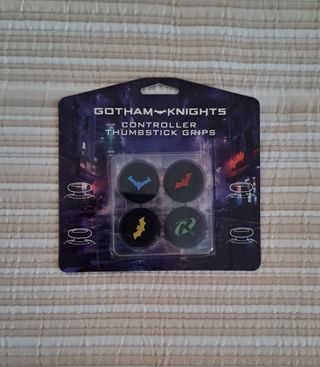 GOTHAM KNIGHTS
CONTROLLER
THUMBSTICK GRIPS
R